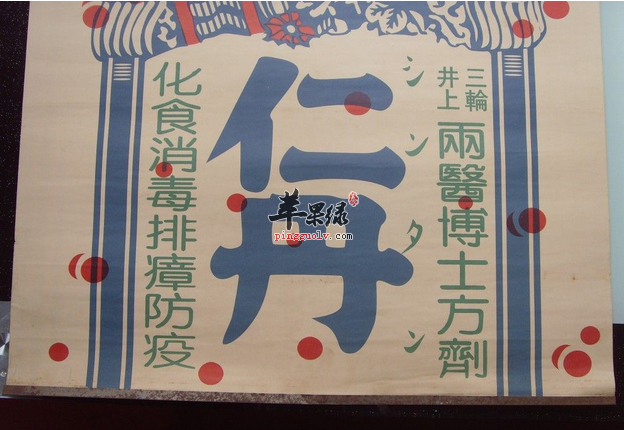 三輪
井上
兩醫博士方劑
シンタン
仁丹
化食消毒排瘴防疫
苹果绿
pingguolv.com